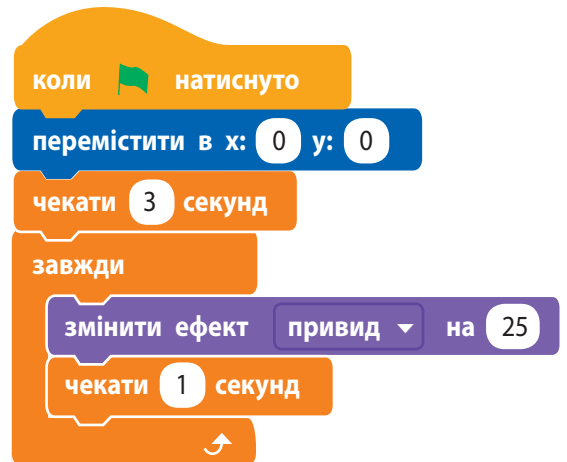 коли натиснуто
перемістити в x: 0 y: 0
чекати 3 секунд
завжди
змінити ефект привид на 25
чекати 1 секунд